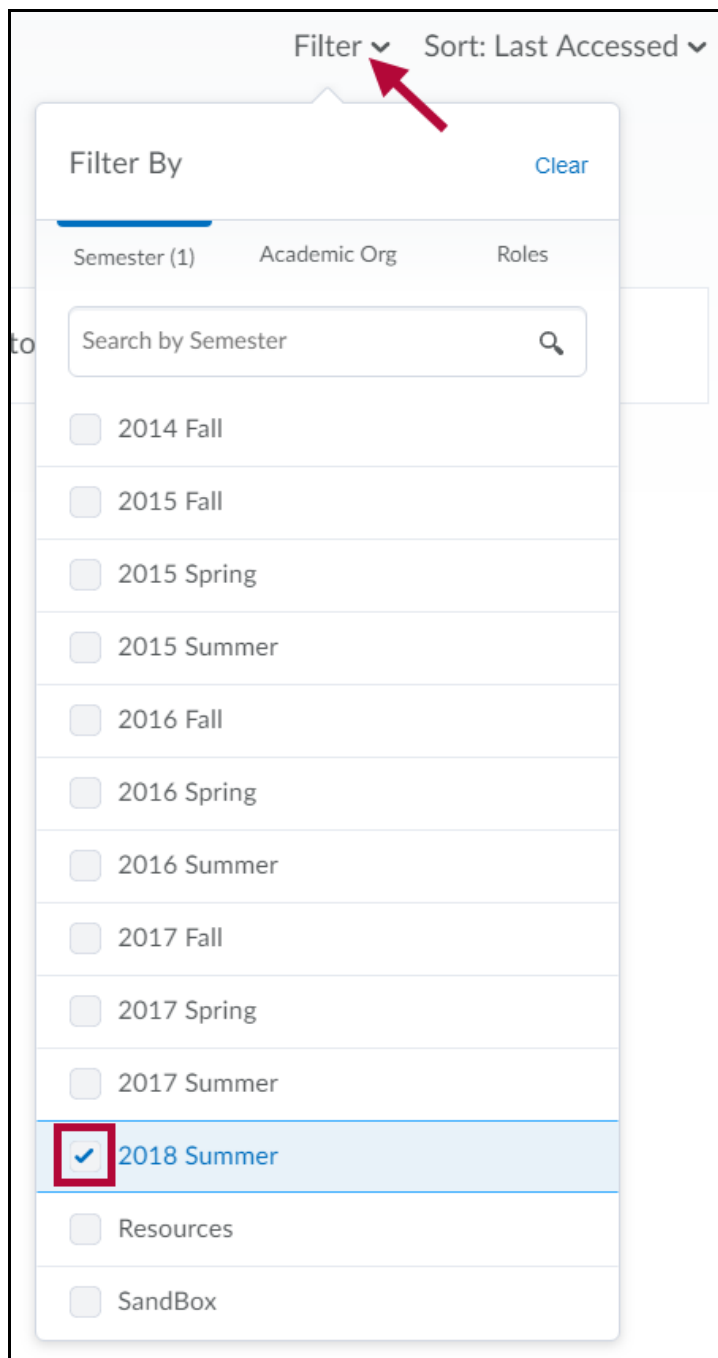 Filter Sort: Last Accessed
Filter By Clear
Semester (1) Academic Org Roles
to
Search by Semester
2014 Fall
2015 Fall
2015 Spring
2015 Summer
2016 Fall
2016 Spring
2016 Summer
2017 Fall
2017 Spring
2017 Summer
2018 Summer
Resources
SandBox